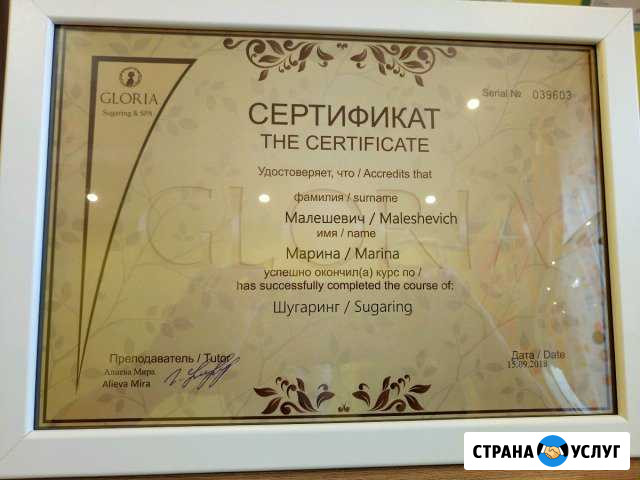 GLORIA
Sugaring & SPA
Serial № 039603
СЕРТИФИКАТ
THE CERTIFICATE
Удостоверяет, что / Accredits that
фамилия / surname
Малешевич / Maleshevich
имя / name
Марина / Marina
успешно окончил(а) курс по /
has successfully completed the course of:
Шугаринг / Sugaring
GLORIA
Преподаватель / Tutor
Алиева Мира
Alieva Mira
Дата / Date
15.09.2018
СТРАНА УСЛУГ